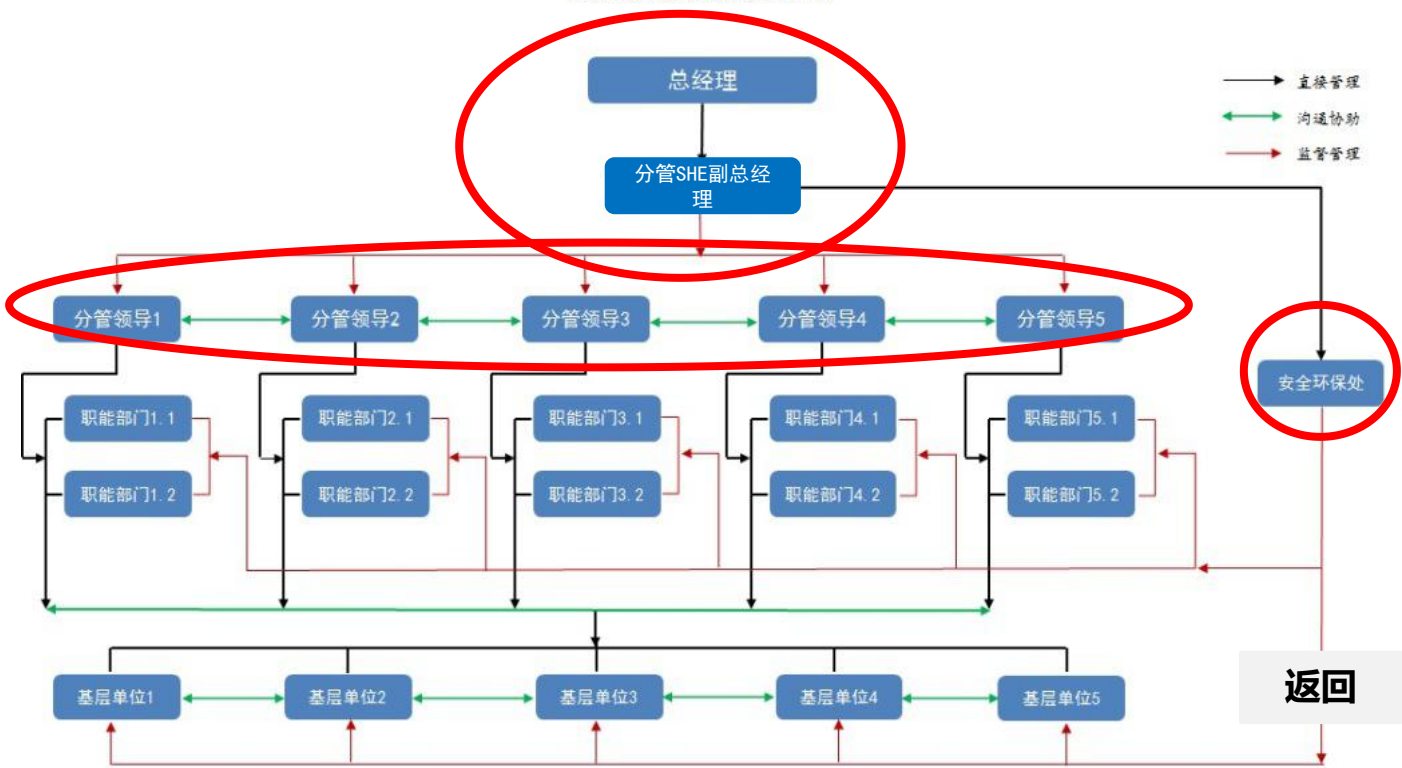 总经理
直接管理
沟通协助
监督管理
分管SHE副总经
理
分管领导1
分管领导2
分管领导3
分管领导4
分管领导5
安全环保处
职能部门1.1
职能部门2.1
职能部门3.1
职能部门4.1
职能部门5.1
职能部门1.2
职能部门2.2
职能部门3.2
职能部门4.2
职能部门5.2
基层单位1
基层单位2
基层单位3
基层单位4
基层单位5
返回